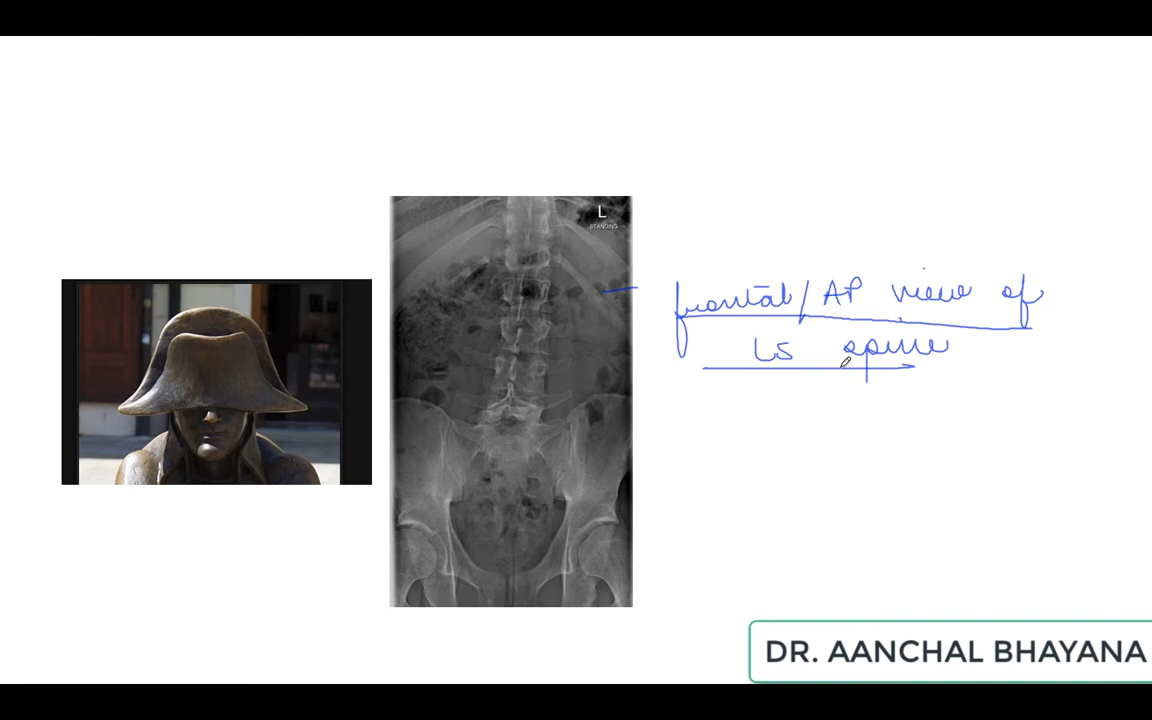 L
STANDING
frontal/AP view of
LS spine
DR. AANCHAL BHAYANA